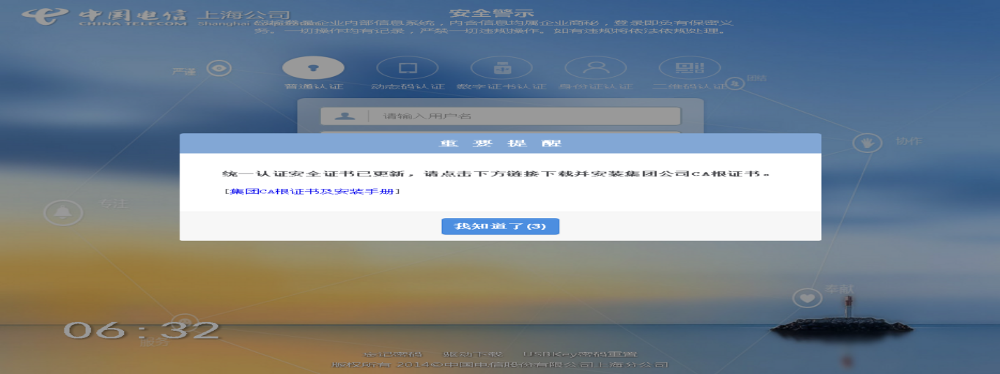 中国电信 上海公司
CHINA TELECOM Shanghai
安全警示
企业内部信息系统，内含信息均属企业商秘，登录即负有保密义
务。一切操作均有记录，严禁一切违规操作。如有违规将依法依规处理。
严谨
普通认证 动态码认证 数字证书认证 身份证认证 二维码认证
团结
请输入用户名
协作
重要提醒
统一认证安全证书已更新，请点击下方链接下载并安装集团公司CA根证书。
[集团CA根证书及安装手册]
专注
我知道了(3)
奉献
06:32
服务
忘记密码 驱动下载 USBKey密码重置
版权所有 2014©中国电信股份有限公司上海分公司